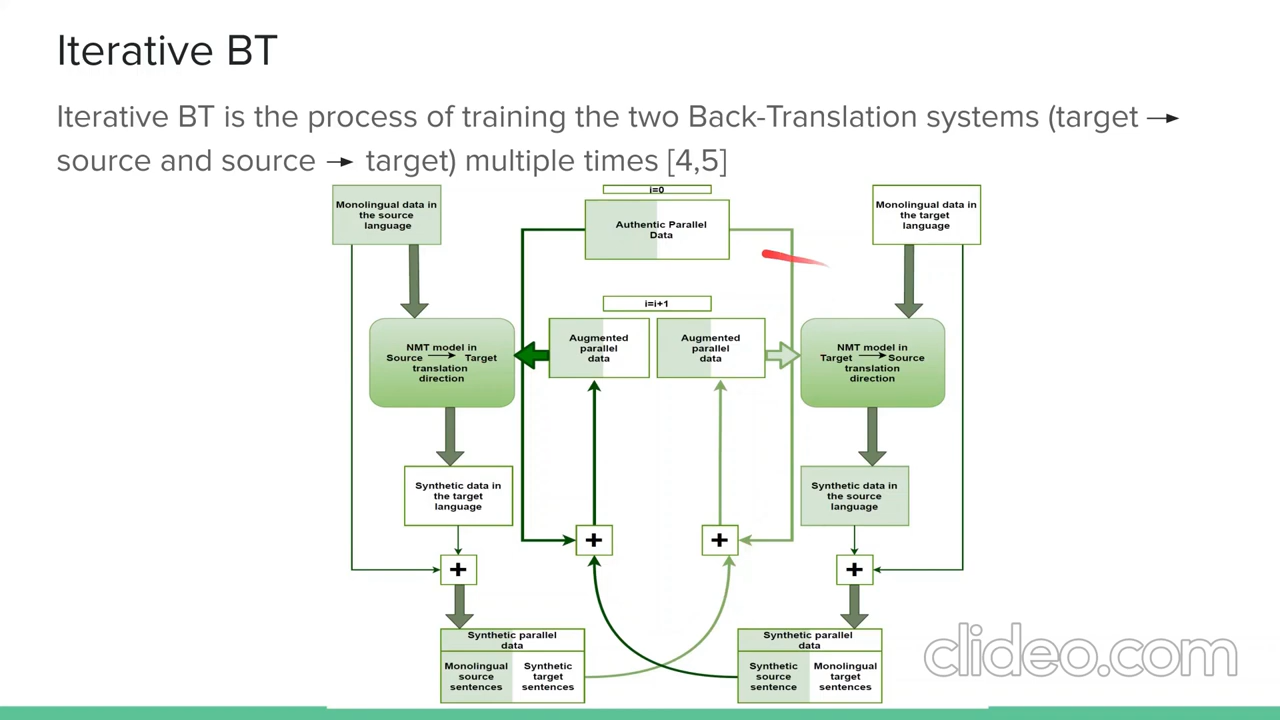 Iterative BT
Iterative BT is the process of training the two Back-Translation systems (target →
source and source → target) multiple times [4,5]
Monolingual data in
the source
language
i=0
Authentic Parallel
Data
Monolingual data in
the target
language
i=i+1
NMT model in
Source → Target
translation
direction
Augmented
parallel
data
Augmented
parallel
data
NMT model in
Target → Source
translation
direction
Synthetic data in
the target
language
Synthetic data in
the source
language
+
+
+
+
Synthetic parallel
data
Monolingual
source
sentences
Synthetic
target
sentences
Synthetic parallel
data
Synthetic
source
sentence
Monolingual
target
sentences
clideo.com